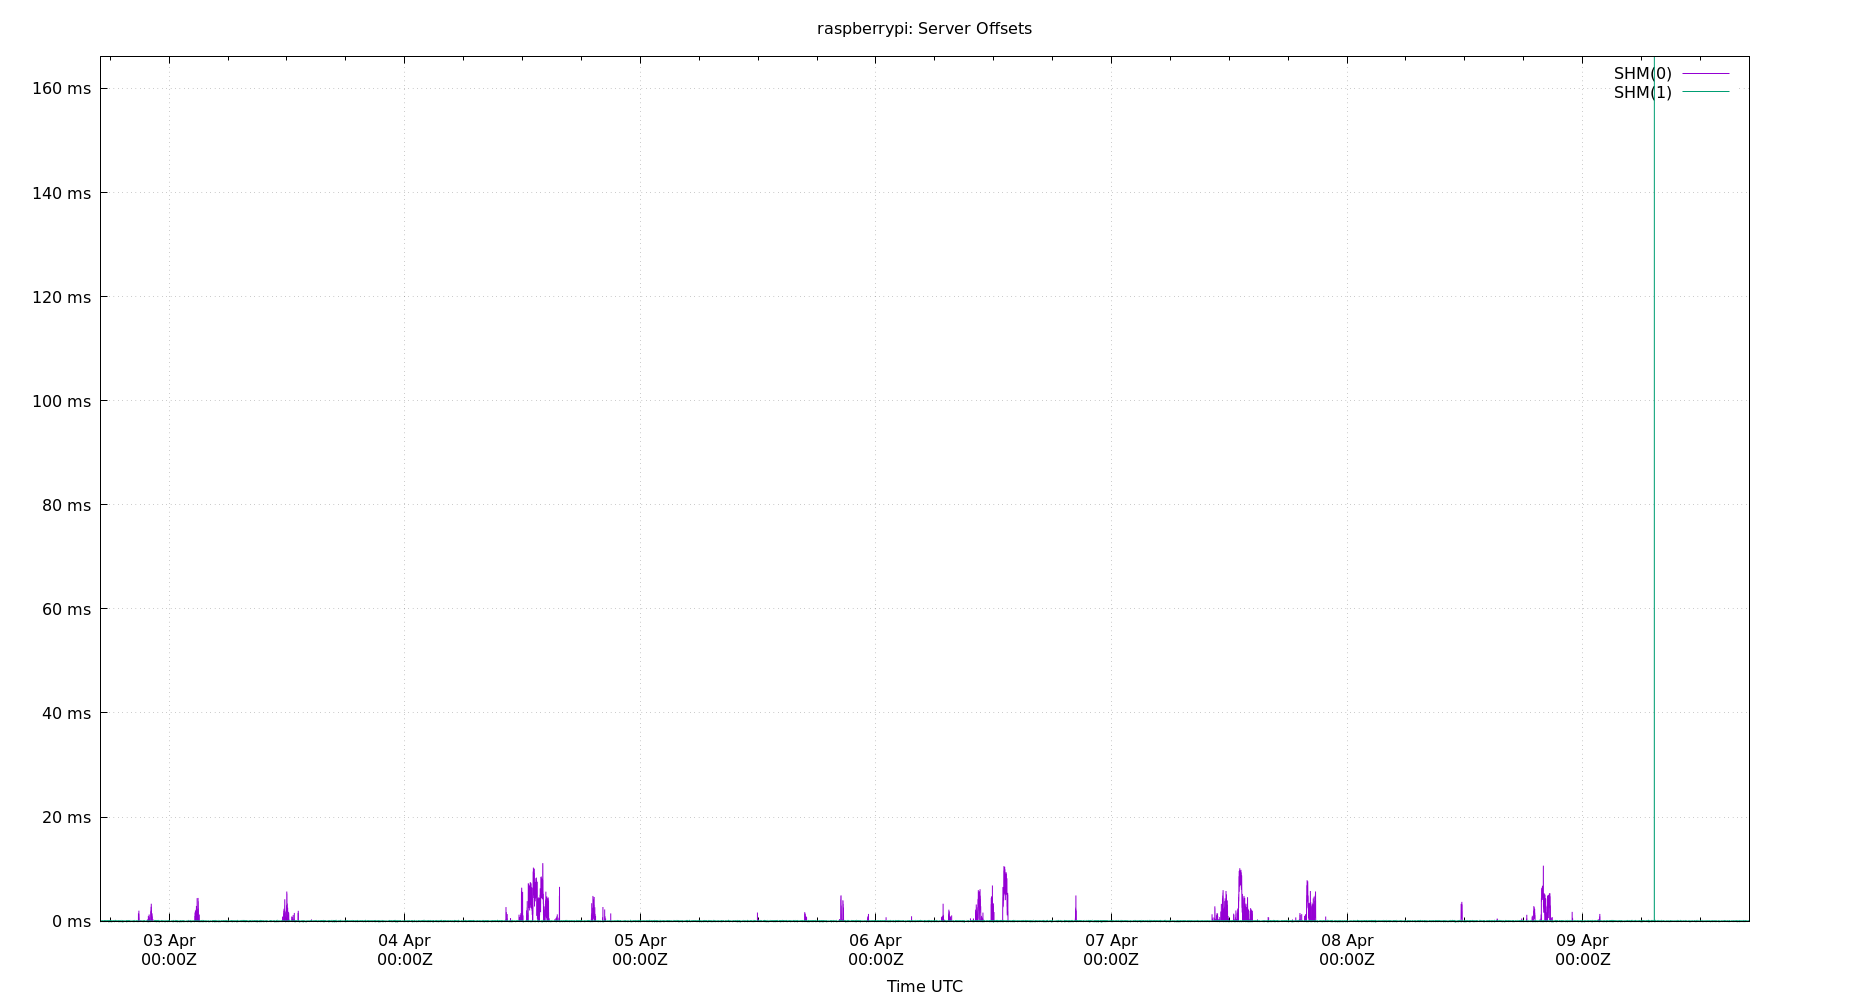 raspberrypi: Server Offsets
SHM(0)
SHM(1)
160 ms
140 ms
120 ms
100 ms
80 ms
60 ms
40 ms
20 ms
0 ms
03 Apr 04 Apr 05 Apr 06 Apr 07 Apr 08 Apr 09 Apr
00:00Z 00:00Z 00:00Z 00:00Z 00:00Z 00:00Z 00:00Z
Time UTC